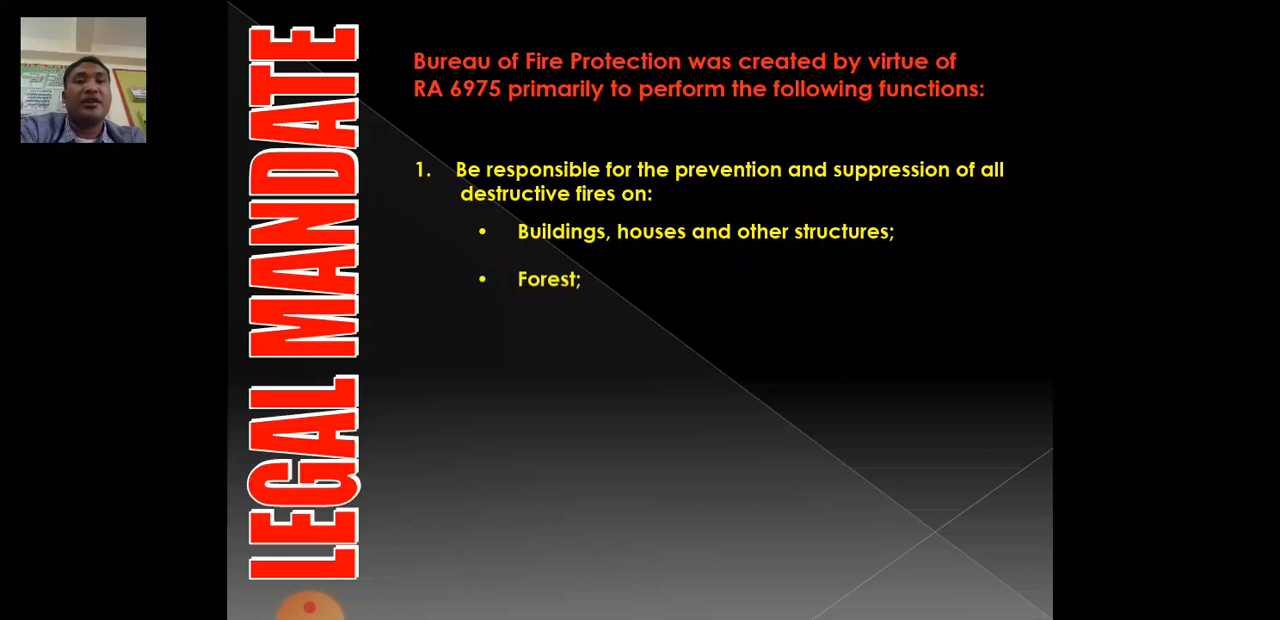 LEGAL MANDATE
Bureau of Fire Protection was created by virtue of
RA 6975 primarily to perform the following functions:
1. Be responsible for the prevention and suppression of all
destructive fires on:
• Buildings, houses and other structures;
• Forest;